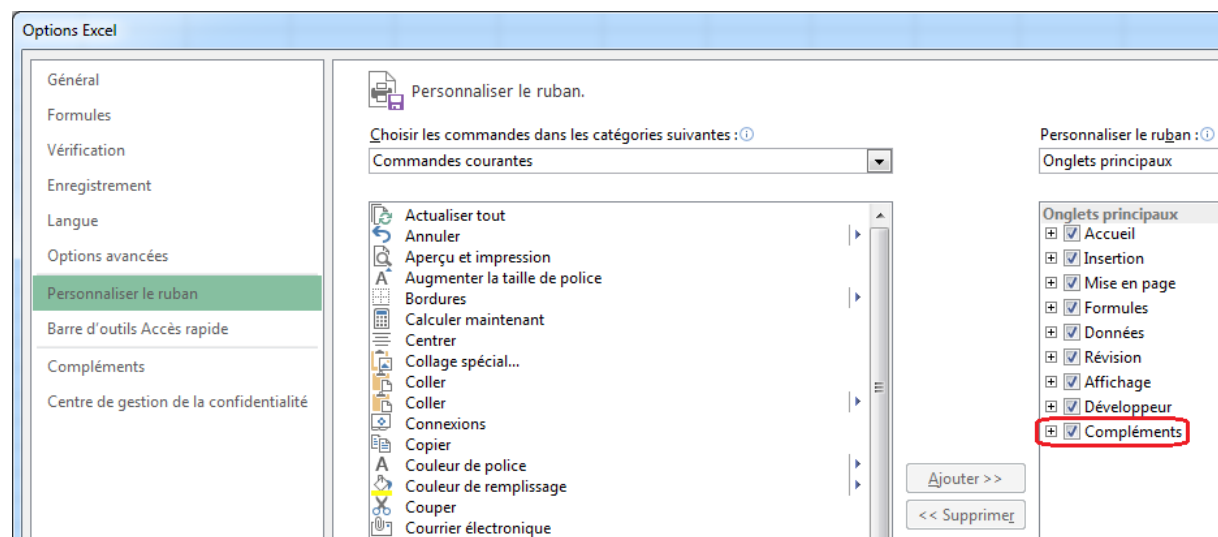 Options Excel
Général
Formules
Vérification
Enregistrement
Langue
Options avancées
Personnaliser le ruban
Barre d'outils Accès rapide
Compléments
Centre de gestion de la confidentialité
Personnaliser le ruban.
Choisir les commandes dans les catégories suivantes :
Commandes courantes
Actualiser tout
Annuler
Aperçu et impression
Augmenter la taille de police
Bordures
Calculer maintenant
Centrer
Collage spécial...
Coller
Coller
Connexions
Copier
Couleur de police
Couleur de remplissage
Couper
Courrier électronique
Ajouter >>
<< Supprimer
Personnaliser le ruban :
Onglets principaux
Onglets principaux
Accueil
Insertion
Mise en page
Formules
Données
Révision
Affichage
Développeur
Compléments